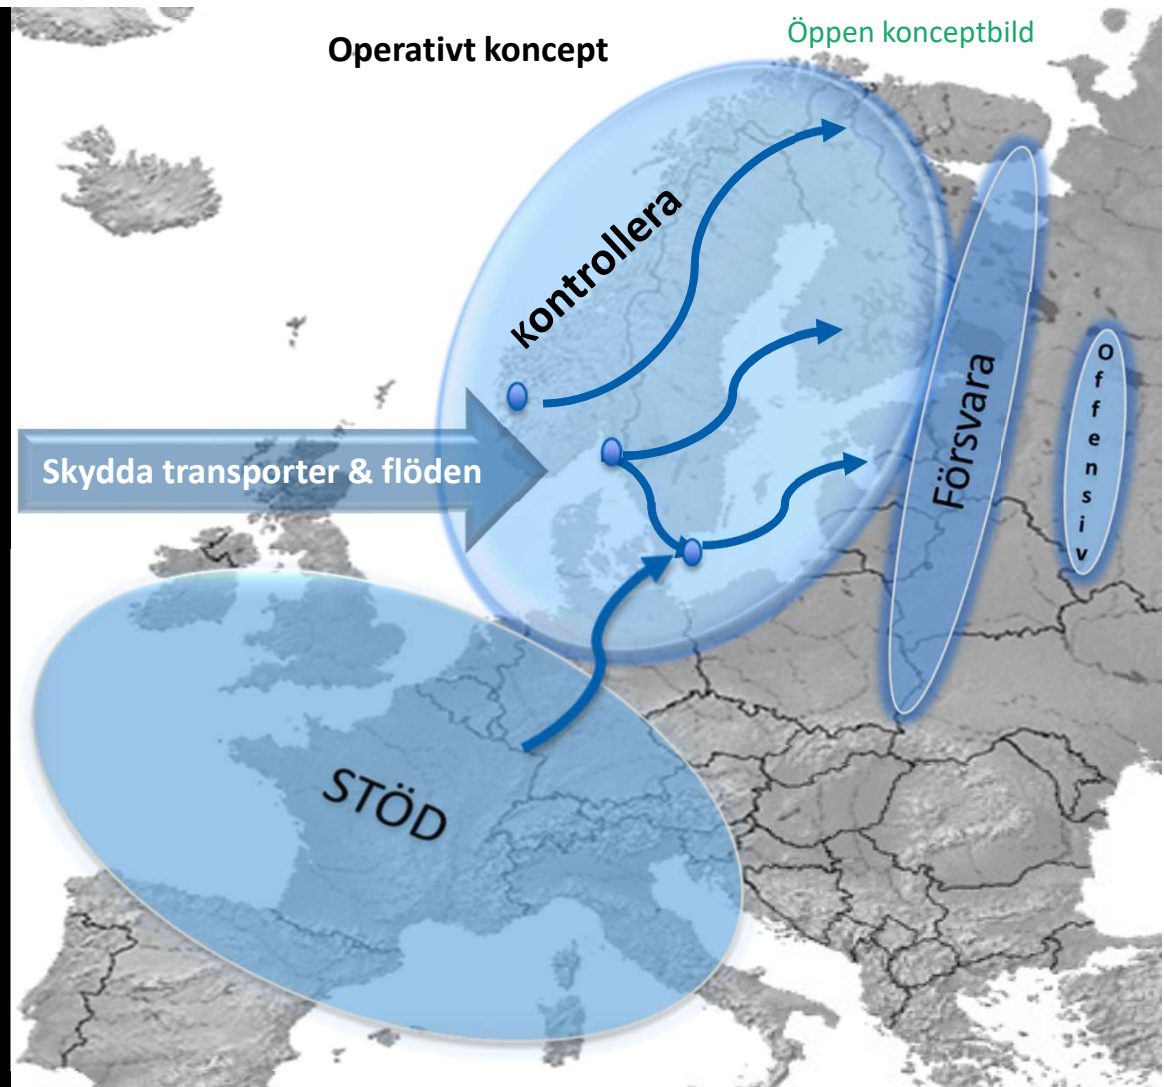 Operativt koncept
Öppen konceptbild
Kontrollera
Skydda transporter & flöden
Försvara
Offensiv
STÖD